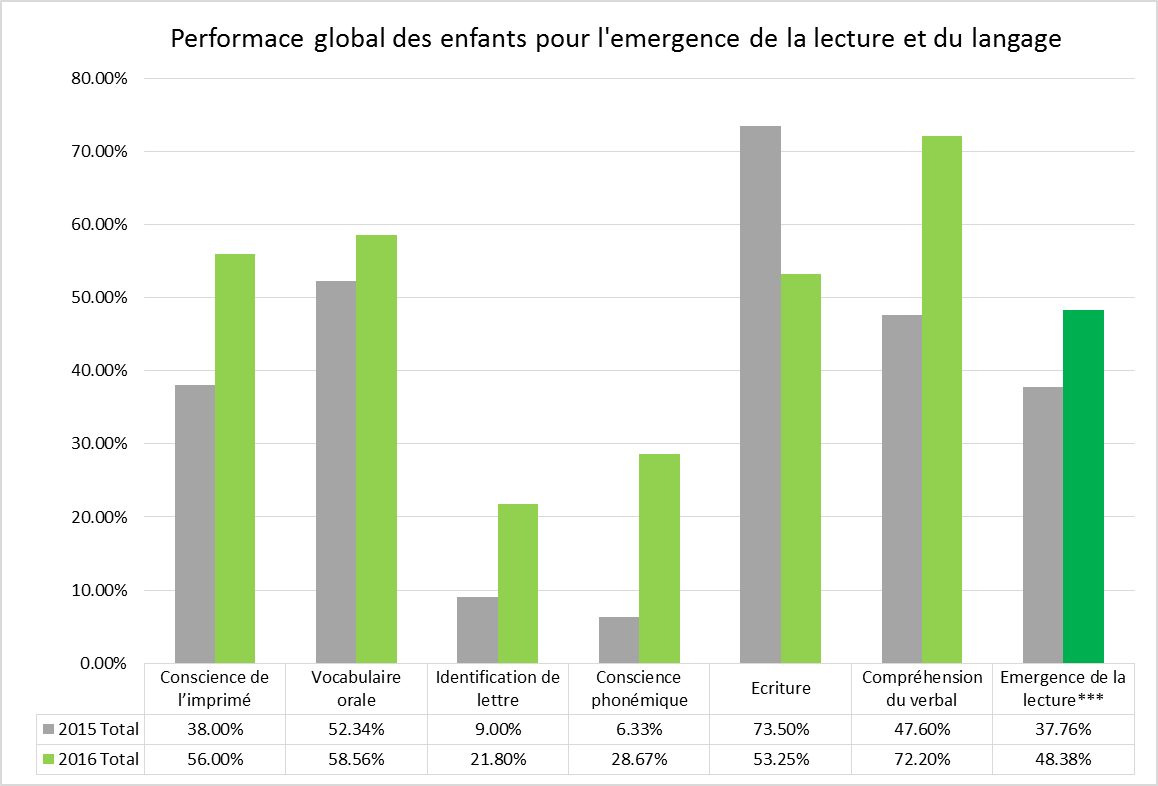 Performace global des enfants pour l'emergence de la lecture et du langage
80.00%
70.00%
60.00%
50.00%
40.00%
30.00%
20.00%
10.00%
0.00%
Conscience de l’imprimé
Vocabulaire orale
Identification de lettre
Conscience phonémique
Ecriture
Compréhension du verbal
Emergence de la lecture***
2015 Total 38.00% 52.34% 9.00% 6.33% 73.50% 47.60% 37.76%
2016 Total 56.00% 58.56% 21.80% 28.67% 53.25% 72.20% 48.38%